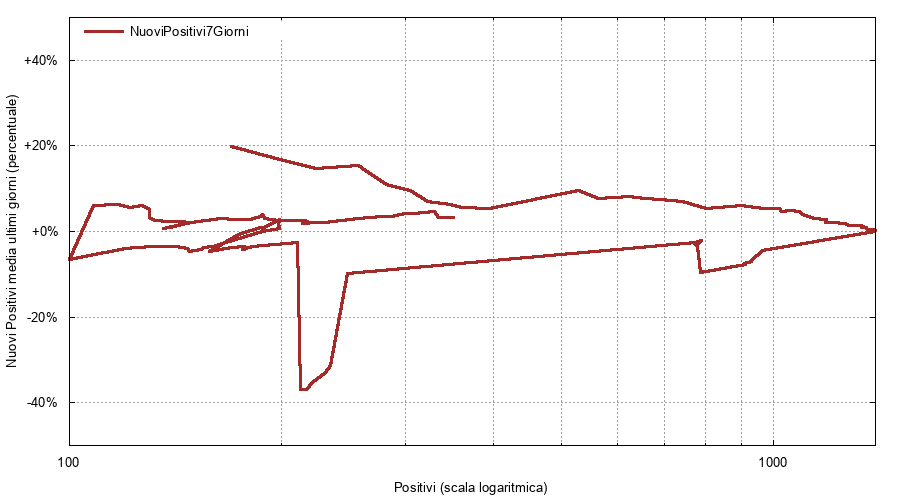 NuoviPositivi7Giorni
+40%
+20%
+0%
-20%
-40%
Nuovi Positivi media ultimi giorni (percentuale)
100
1000
Positivi (scala logaritmica)